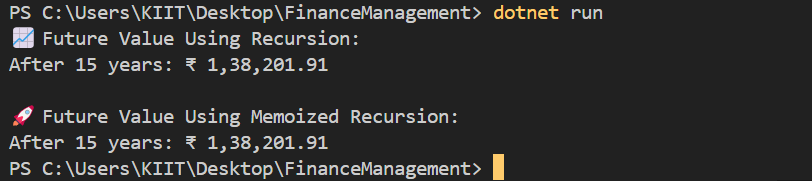 PS C:\Users\KIIT\Desktop\FinanceManagement> dotnet run
📈 Future Value Using Recursion:
After 15 years: ₹ 1,38,201.91
🚀 Future Value Using Memoized Recursion:
After 15 years: ₹ 1,38,201.91
PS C:\Users\KIIT\Desktop\FinanceManagement>